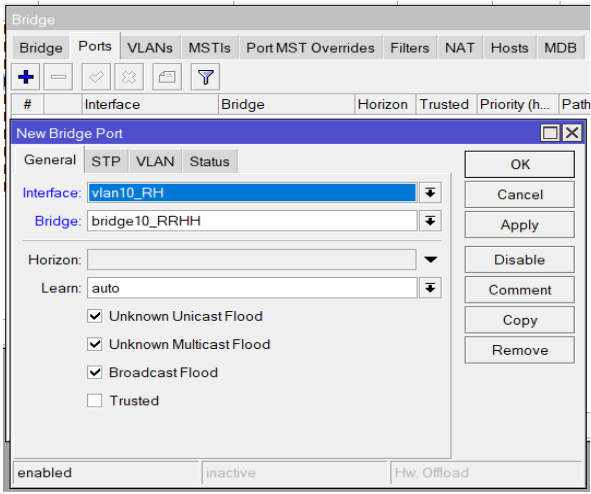 Bridge
Bridge Ports VLANs MSTIs Port MST Overrides Filters NAT Hosts MDB
# Interface Bridge Horizon Trusted Priority (h... Path
New Bridge Port
General STP VLAN Status
OK
Interface: vlan10_RH
Cancel
Bridge: bridge10_RRHH
Apply
Horizon:
Disable
Learn: auto
Comment
Unknown Unicast Flood
Copy
Unknown Multicast Flood
Remove
Broadcast Flood
Trusted
enabled inactive Hw. Offload